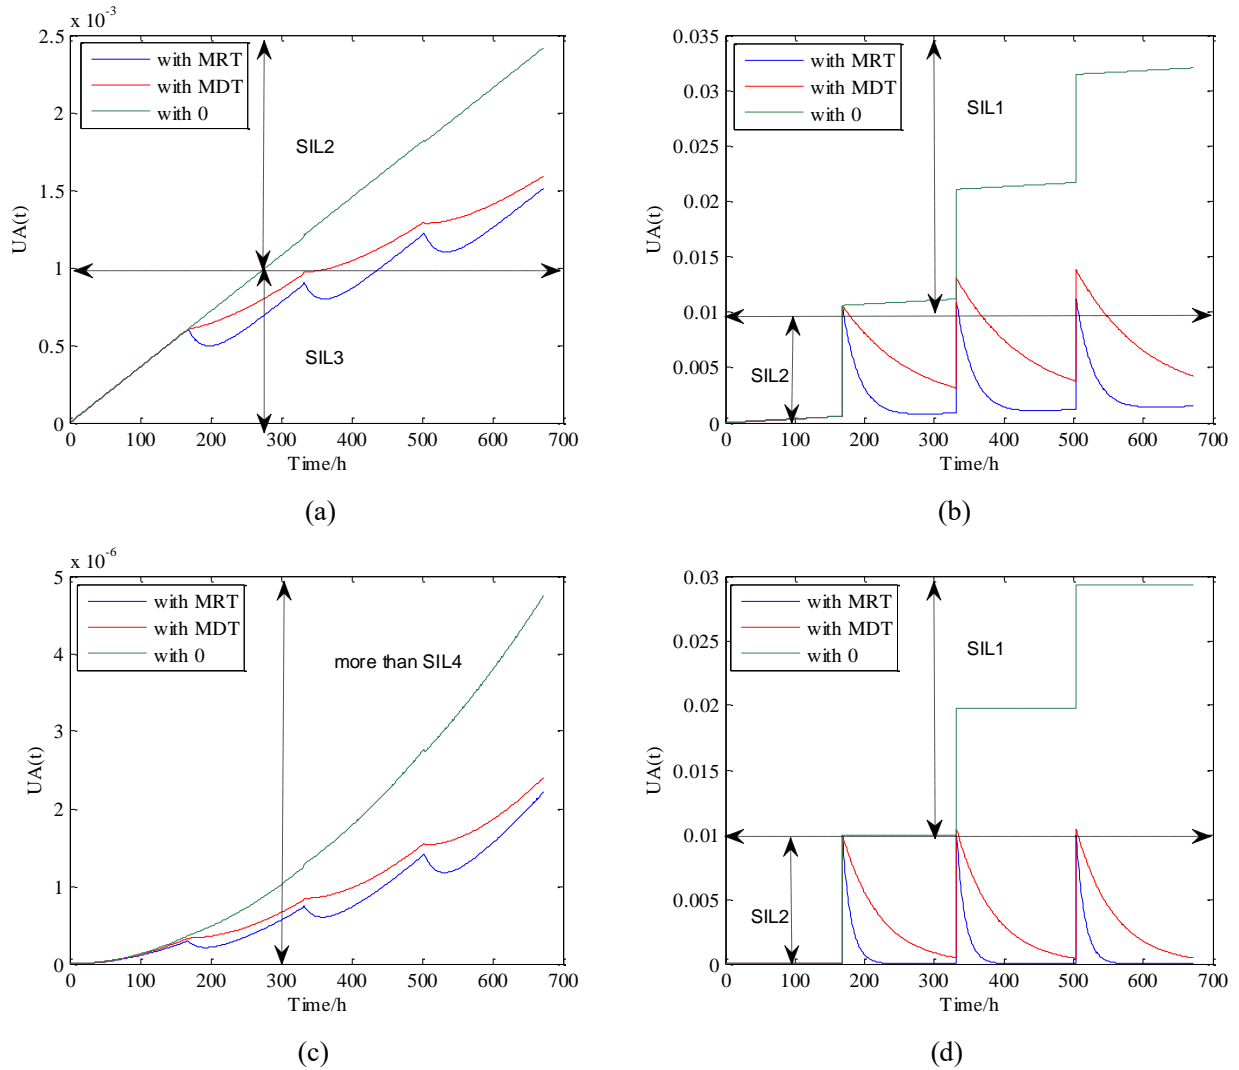 x 10⁻³
2.5
2
1.5
1
0.5
0
UA(t)
with MRT
with MDT
with 0
SIL2
SIL3
0 100 200 300 400 500 600 700
Time/h
(a)
0.035
0.03
0.025
0.02
0.015
0.01
0.005
0
UA(t)
with MRT
with MDT
with 0
SIL1
SIL2
0 100 200 300 400 500 600 700
Time/h
(b)
x 10⁻⁶
5
4
3
2
1
0
UA(t)
with MRT
with MDT
with 0
more than SIL4
0 100 200 300 400 500 600 700
Time/h
(c)
0.03
0.025
0.02
0.015
0.01
0.005
0
UA(t)
with MRT
with MDT
with 0
SIL1
SIL2
0 100 200 300 400 500 600 700
Time/h
(d)